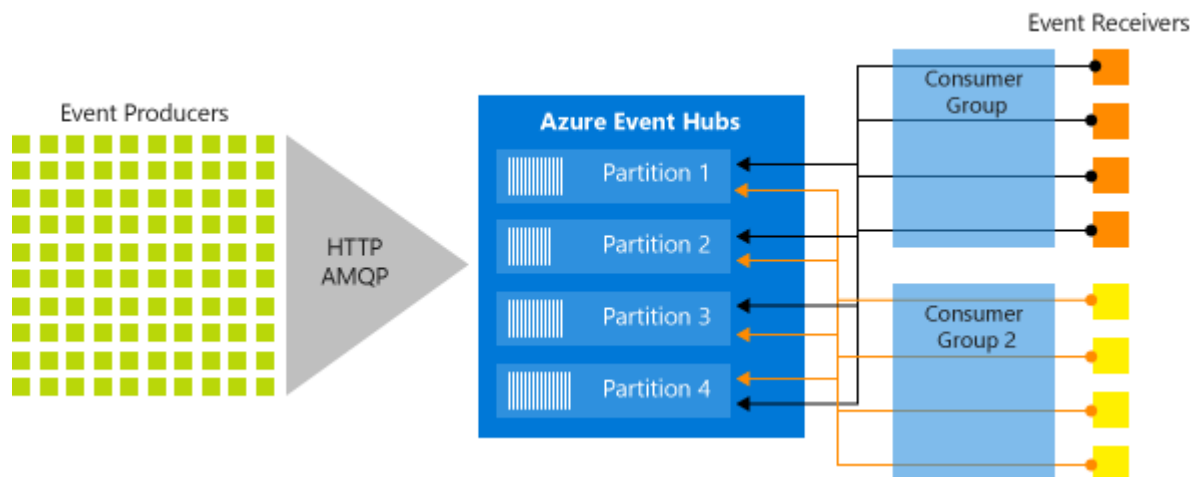 Event Receivers
Event Producers
HTTP
AMQP
Azure Event Hubs
Partition 1
Partition 2
Partition 3
Partition 4
Consumer
Group
Consumer
Group 2